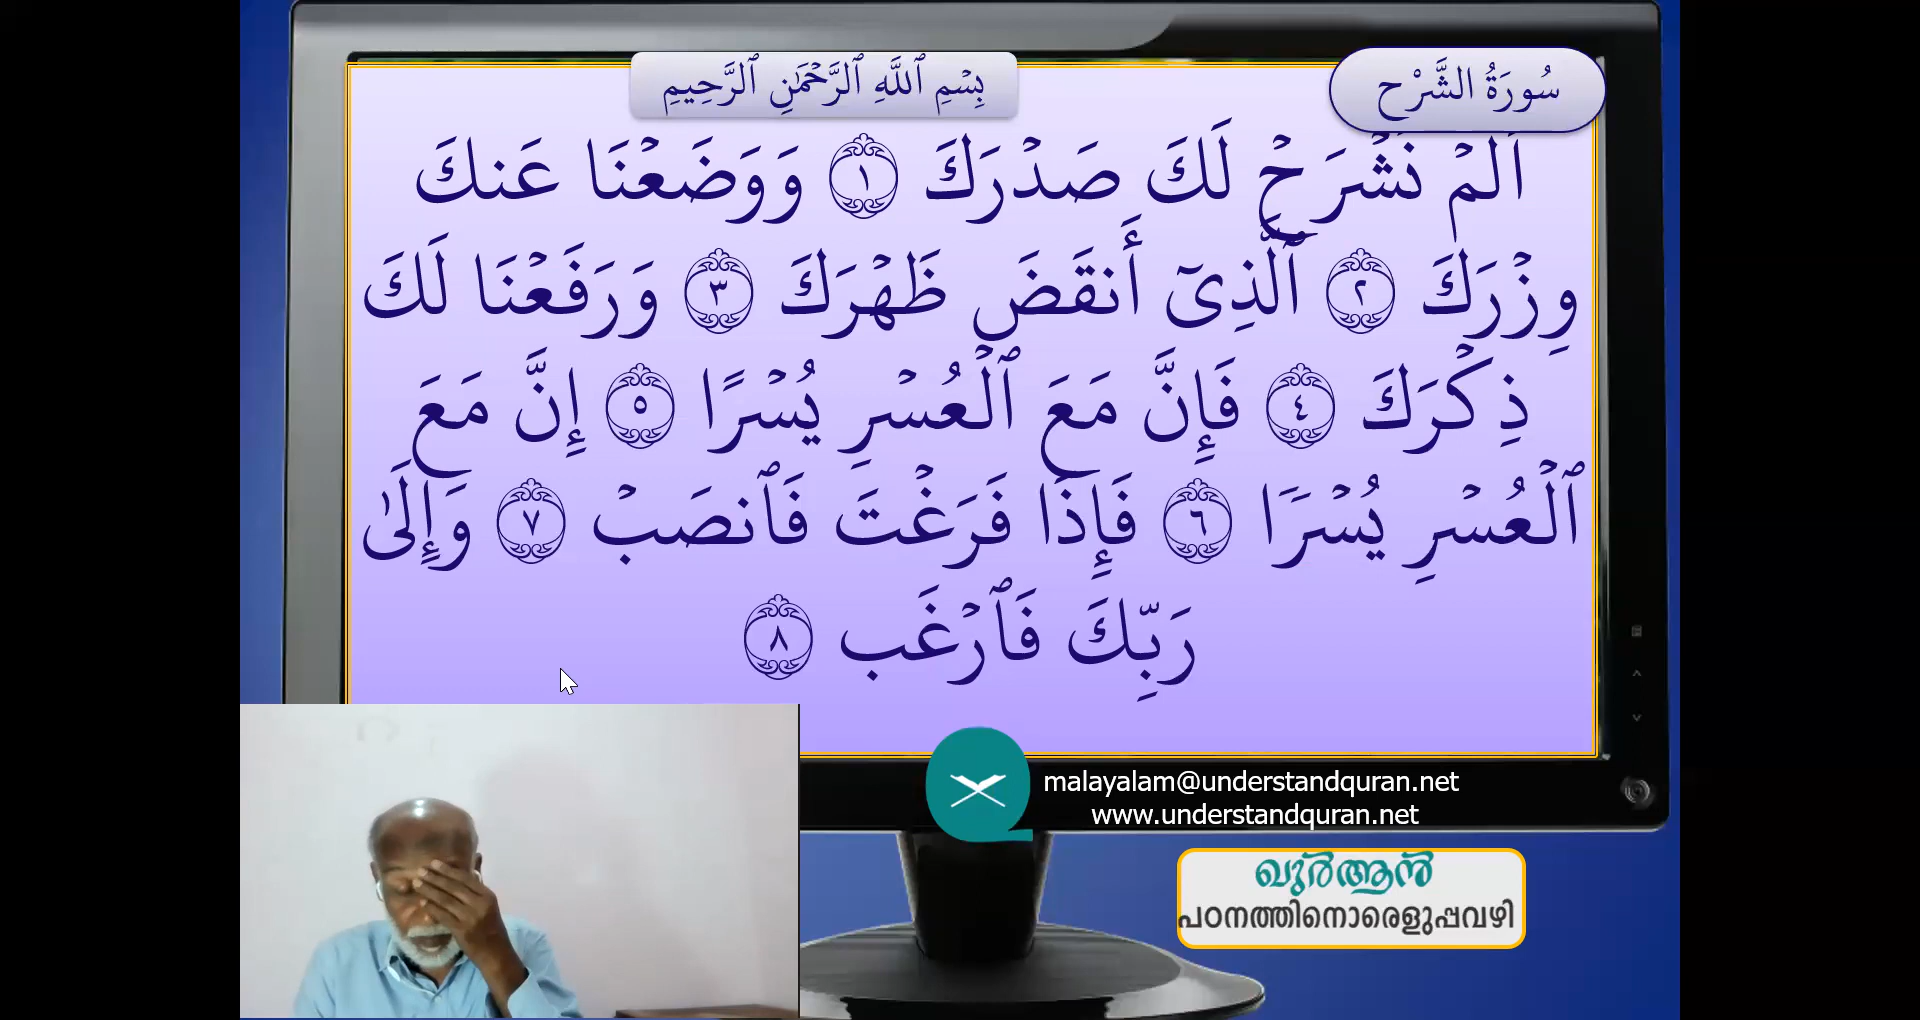 سُورَةُ الشَّرْح
بِسْمِ ٱللَّهِ ٱلرَّحْمَٰنِ ٱلرَّحِيمِ
أَلَمْ نَشْرَحْ لَكَ صَدْرَكَ ١ وَوَضَعْنَا عَنكَ
وِزْرَكَ ٢ ٱلَّذِىٓ أَنقَضَ ظَهْرَكَ ٣ وَرَفَعْنَا لَكَ
ذِكْرَكَ ٤ فَإِنَّ مَعَ ٱلْعُسْرِ يُسْرًا ٥ إِنَّ مَعَ
ٱلْعُسْرِ يُسْرًا ٦ فَإِذَا فَرَغْتَ فَٱنصَبْ ٧ وَإِلَىٰ
رَبِّكَ فَٱرْغَب ٨
malayalam@understandquran.net
www.understandquran.net
ഖുർആൻ
പഠനത്തിനൊരെളുപ്പവഴി